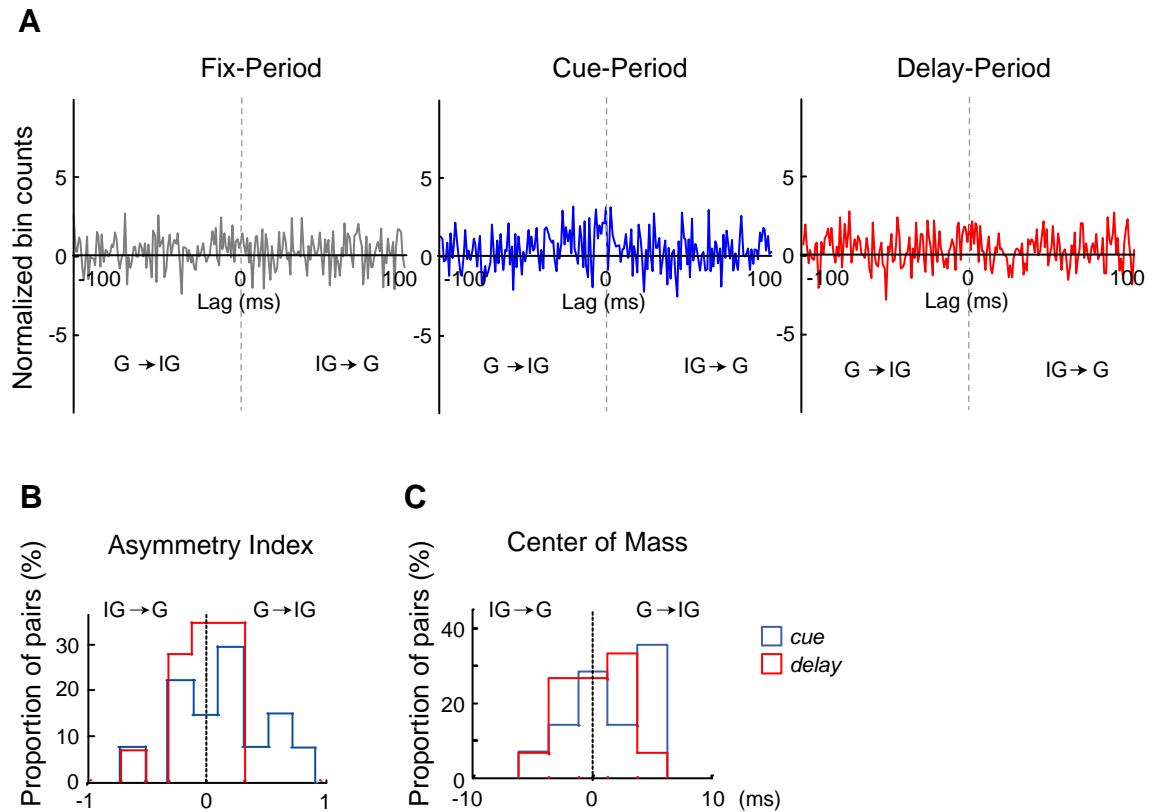 A
Fix-Period
Cue-Period
Delay-Period
Normalized bin counts
5
0
-5
-100
0
100
Lag (ms)
G → IG
IG → G
5
0
-5
-100
0
100
Lag (ms)
G → IG
IG → G
5
0
-5
-100
0
100
Lag (ms)
G → IG
IG → G
B
Asymmetry Index
Proportion of pairs (%)
IG → G
G → IG
30
20
10
0
-1
0
1
C
Center of Mass
Proportion of pairs (%)
IG → G
G → IG
40
20
0
-10
0
10
(ms)
cue
delay